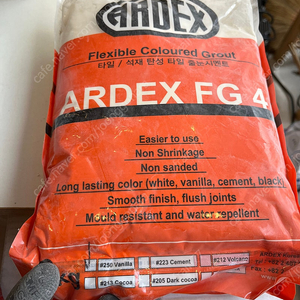 ARDEX
Flexible Coloured Grout
타일 / 석재 탄성 타일 줄눈시멘트
ARDEX FG 4
Easier to use
Non Shrinkage
Non sanded
Long lasting color (white, vanilla, cement, black)
Smooth finish, flush joints
Mould resistant and water repellent
#250 Vanilla #223 Cement #212 Volcano
#213 Cocoa #205 Dark cocoa
ARDEX